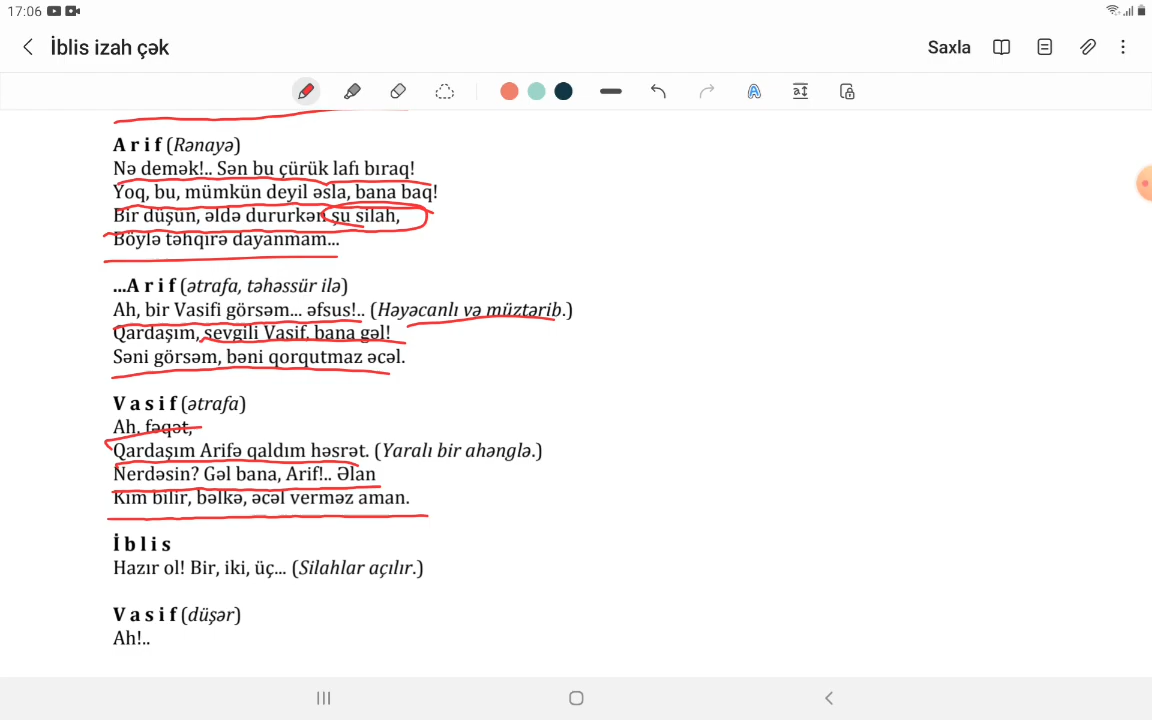 17:06
İblis izah çək
Saxla
A r i f (Rənayə)
Nə demək!.. Sən bu çürük lafı bıraq!
Yoq, bu, mümkün deyil əsla, bana baq!
Bir düşün, əldə dururkən şu silah,
Böylə təhqirə dayanmam...
...A r i f (ətrafa, təhəssür ilə)
Ah, bir Vasifi görsəm... əfsus!.. (Həyəcanlı və müztərib.)
Qardaşım, sevgili Vasif, bana gəl!
Səni görsəm, bəni qorqutmaz əcəl.
V a s i f (ətrafa)
Ah, fəqət,
Qardaşım Arifə qaldım həsrət. (Yaralı bir ahənglə.)
Nerdəsin? Gəl bana, Arif!.. Əlan
Kim bilir, bəlkə, əcəl verməz aman.
İ b l i s
Hazır ol! Bir, iki, üç... (Silahlar açılır.)
V a s i f (düşər)
Ah!..